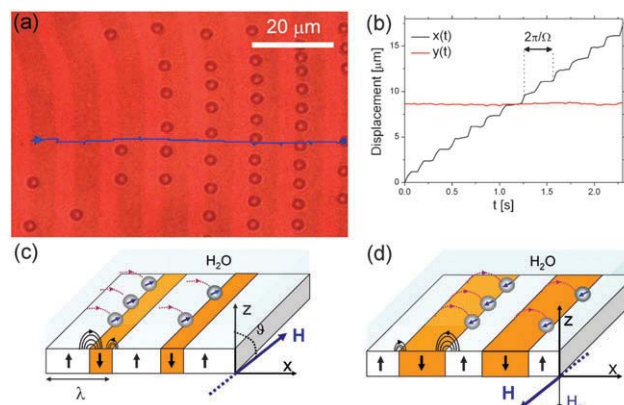 (a)
20 μm
(b)
Displacement [μm]
15
10
5
0
x(t)
y(t)
2π/Ω
0.0 0.5 1.0 1.5 2.0
t [s]
(c)
H₂O
z
ϑ
H
x
λ
(d)
H₂O
z
x
H